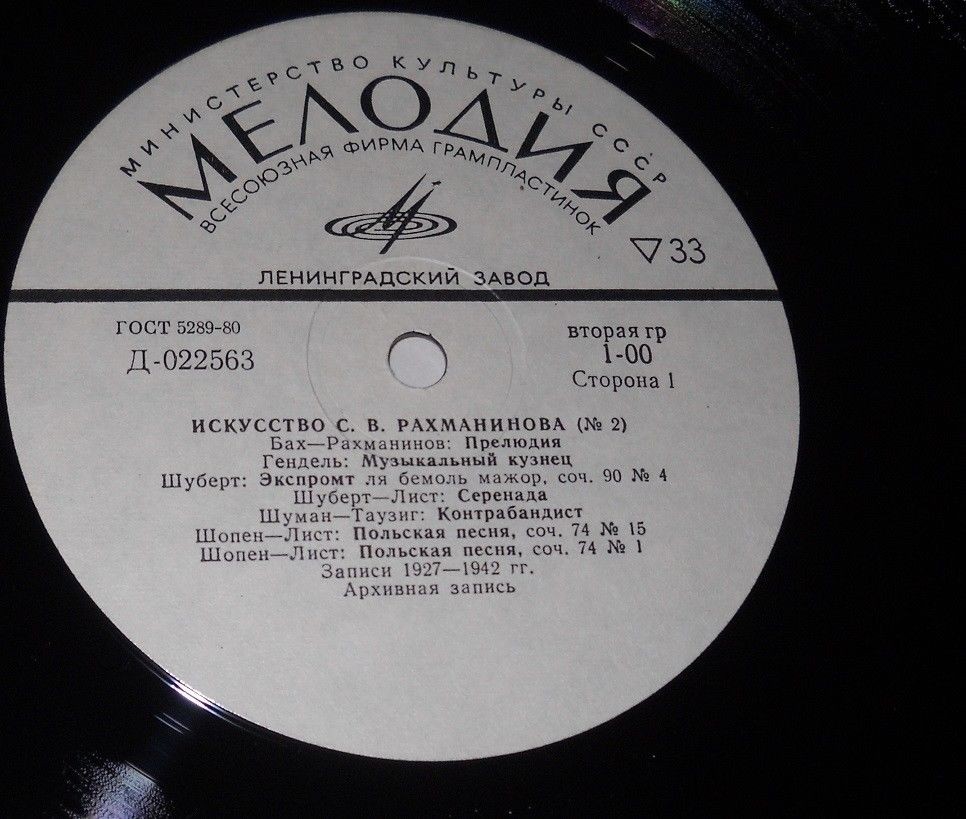 МИНИСТЕРСТВО КУЛЬТУРЫ СССР
МЕЛОДИЯ
ВСЕСОЮЗНАЯ ФИРМА ГРАМПЛАСТИНОК
33
ЛЕНИНГРАДСКИЙ ЗАВОД
ГОСТ 5289-80
Д-022563
вторая гр
1-00
Сторона 1
ИСКУССТВО С. В. РАХМАНИНОВА (№ 2)
Бах—Рахманинов: Прелюдия
Гендель: Музыкальный кузнец
Шуберт: Экспромт ля бемоль мажор, соч. 90 № 4
Шуберт—Лист: Серенада
Шуман—Таузиг: Контрабандист
Шопен—Лист: Польская песня, соч. 74 № 15
Шопен—Лист: Польская песня, соч. 74 № 1
Записи 1927—1942 гг.
Архивная запись